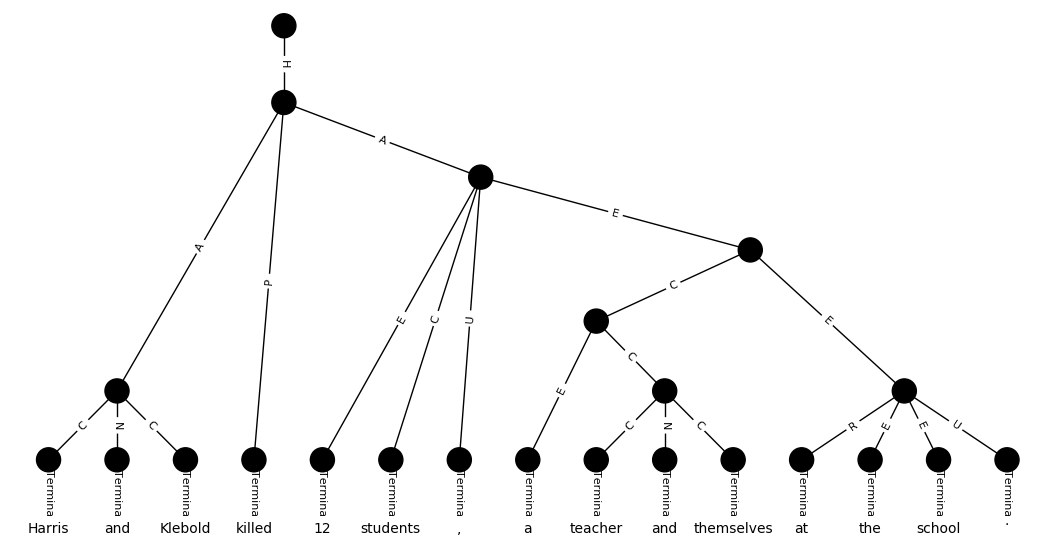 H
A
A
P
E
E
C
U
C
E
C
E
C
N
C
C
N
C
R
E
E
U
Termina Termina Termina Termina Termina Termina Termina Termina Termina Termina Termina Termina Termina Termina Termina
Harris and Klebold killed 12 students , a teacher and themselves at the school .